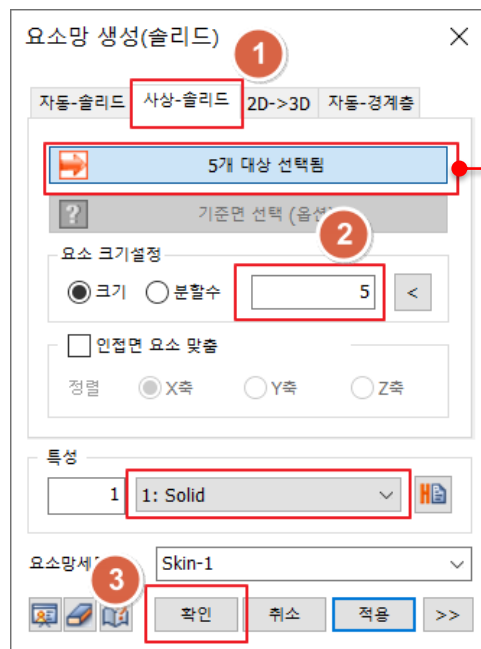 요소망 생성(솔리드)
1
자동-솔리드 사상-솔리드 2D->3D 자동-경계층
5개 대상 선택됨
? 기준면 선택 (옵션)
2
요소 크기설정
크기 분할수 5 <
인접면 요소 맞춤
정렬 X축 Y축 Z축
특성
1 1: Solid H
요소망세 Skin-1
3
확인 취소 적용 >>